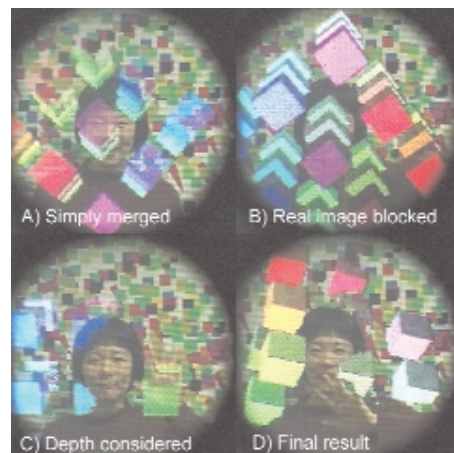 A) Simply merged
B) Real image blocked
C) Depth considered
D) Final result